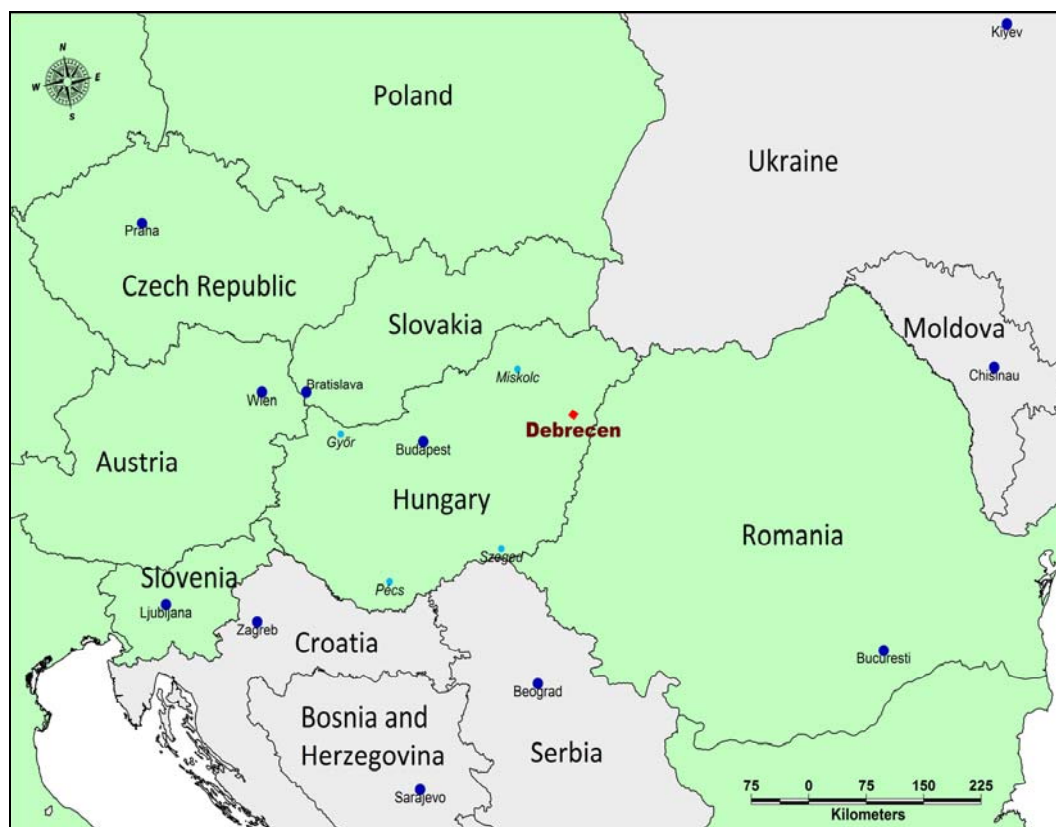 Kiyev
N
W E
S
Poland
Ukraine
Praha
Czech Republic
Slovakia
Moldova
Miskolc
Chisinau
Wien
Bratislava
Debrecen
Győr
Budapest
Austria
Hungary
Romania
Szeged
Slovenia
Pécs
Ljubljana
Zagreb
Croatia
Bucuresti
Beograd
Bosnia and
Herzegovina
Serbia
Sarajevo
75 0 75 150 225
Kilometers